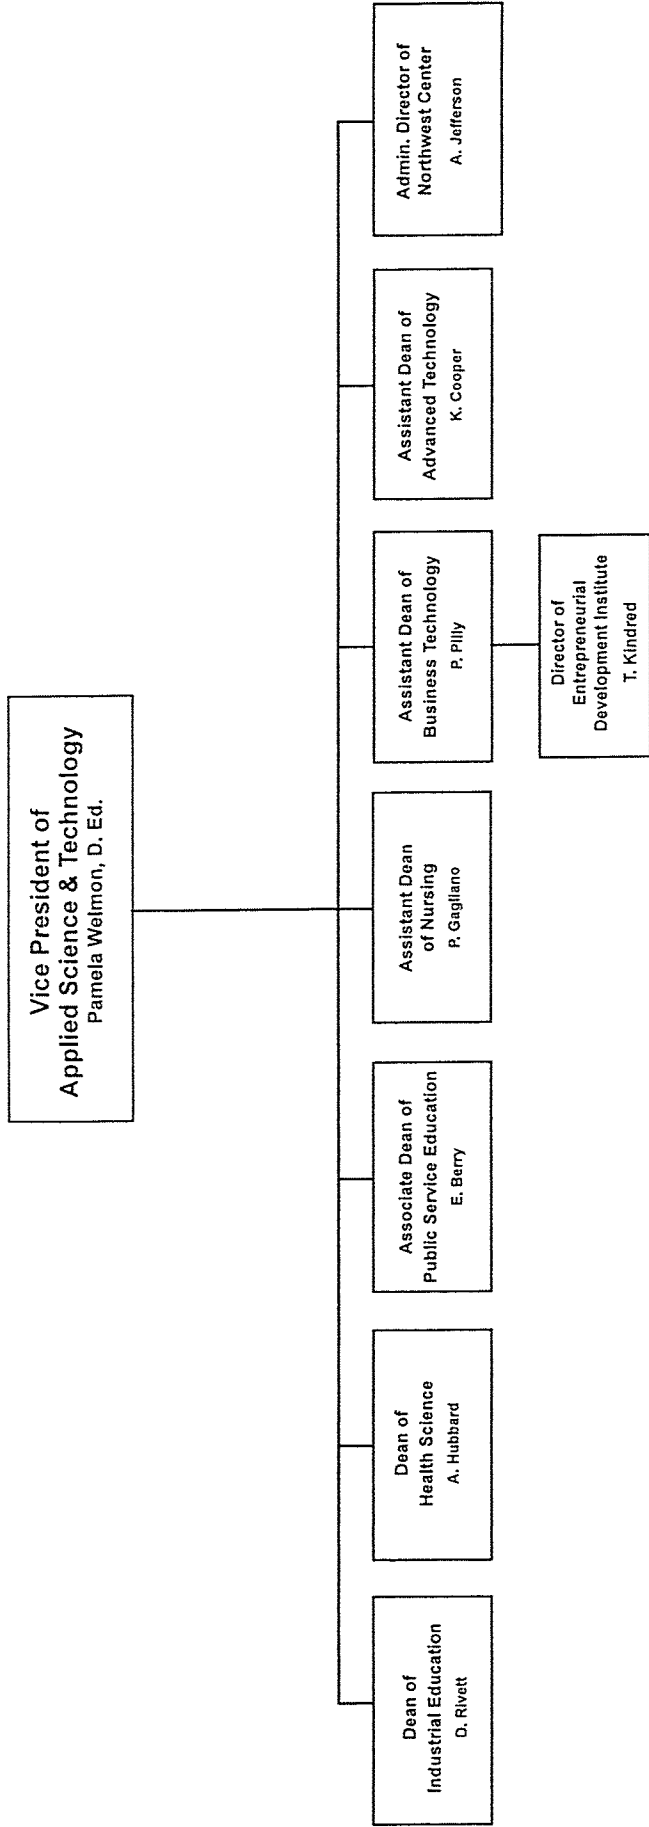 Vice President of
Applied Science & Technology
Pamela Welmon, D. Ed.
Dean of
Industrial Education
D. Rivett
Dean of
Health Science
A. Hubbard
Associate Dean of
Public Service Education
E. Berry
Assistant Dean
of Nursing
P. Gagliano
Assistant Dean of
Business Technology
P. Pilly
Assistant Dean of
Advanced Technology
K. Cooper
Admin. Director of
Northwest Center
A. Jefferson
Director of
Entrepreneurial
Development Institute
T. Kindred